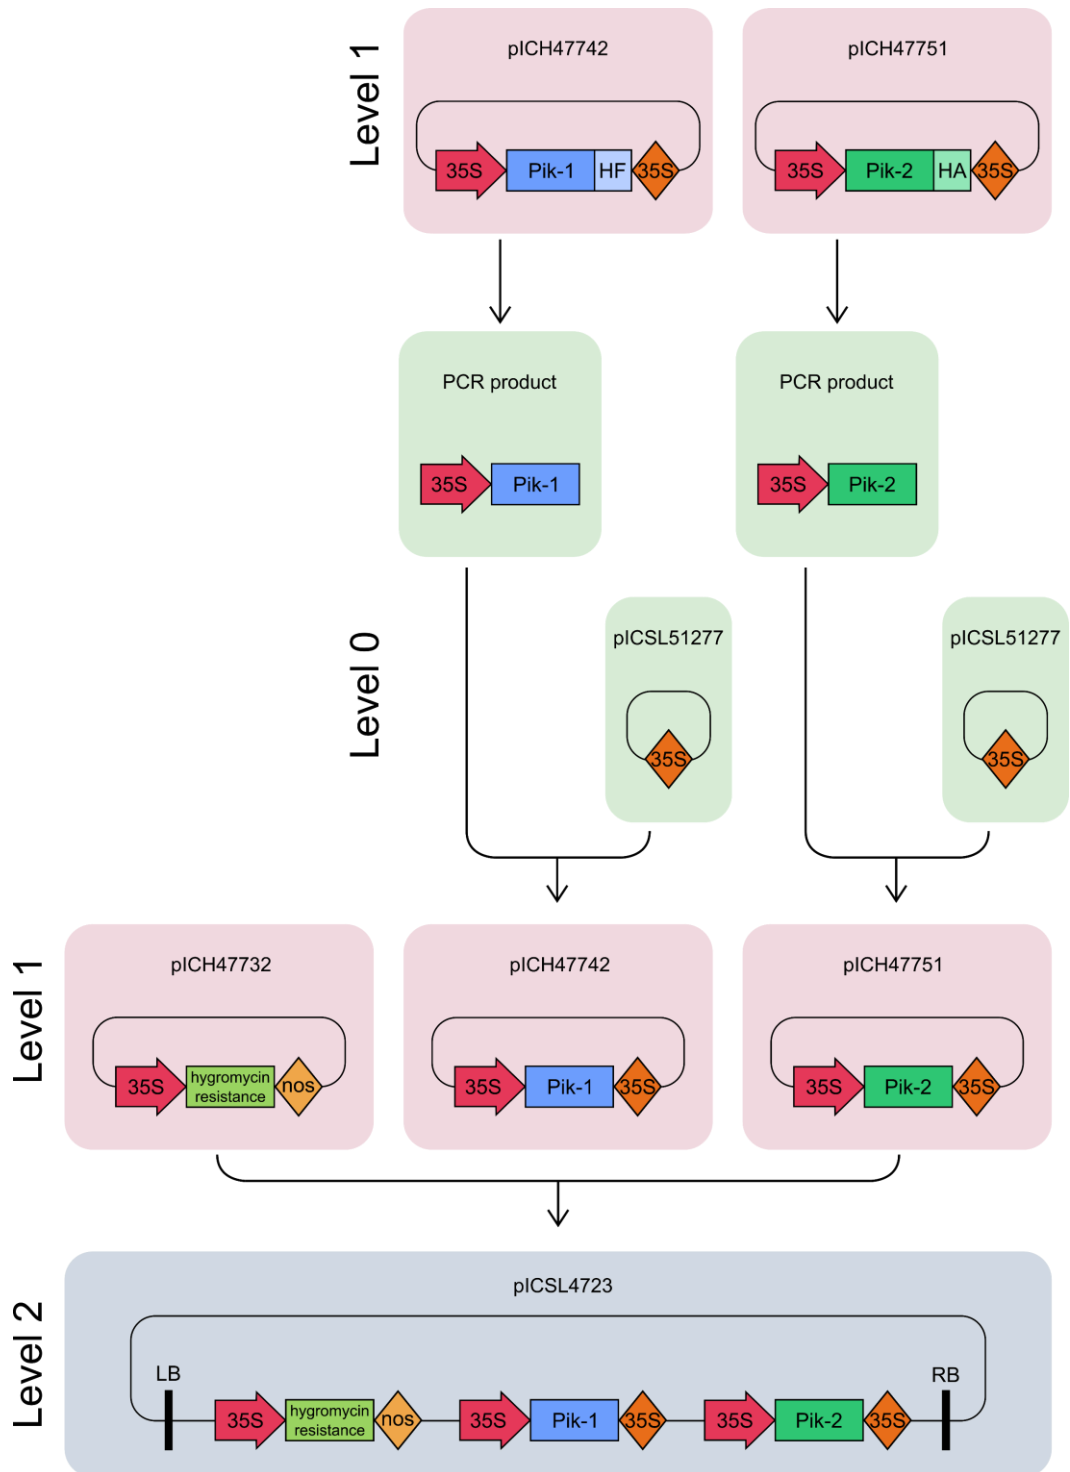 Level 1
pICH47742
35S Pik-1 HF 35S
pICH47751
35S Pik-2 HA 35S
PCR product
35S Pik-1
PCR product
35S Pik-2
Level 0
pICSL51277
35S
pICSL51277
35S
Level 1
pICH47732
35S hygromycin resistance nos
pICH47742
35S Pik-1 35S
pICH47751
35S Pik-2 35S
Level 2
pICSL4723
LB RB
35S hygromycin resistance nos 35S Pik-1 35S 35S Pik-2 35S